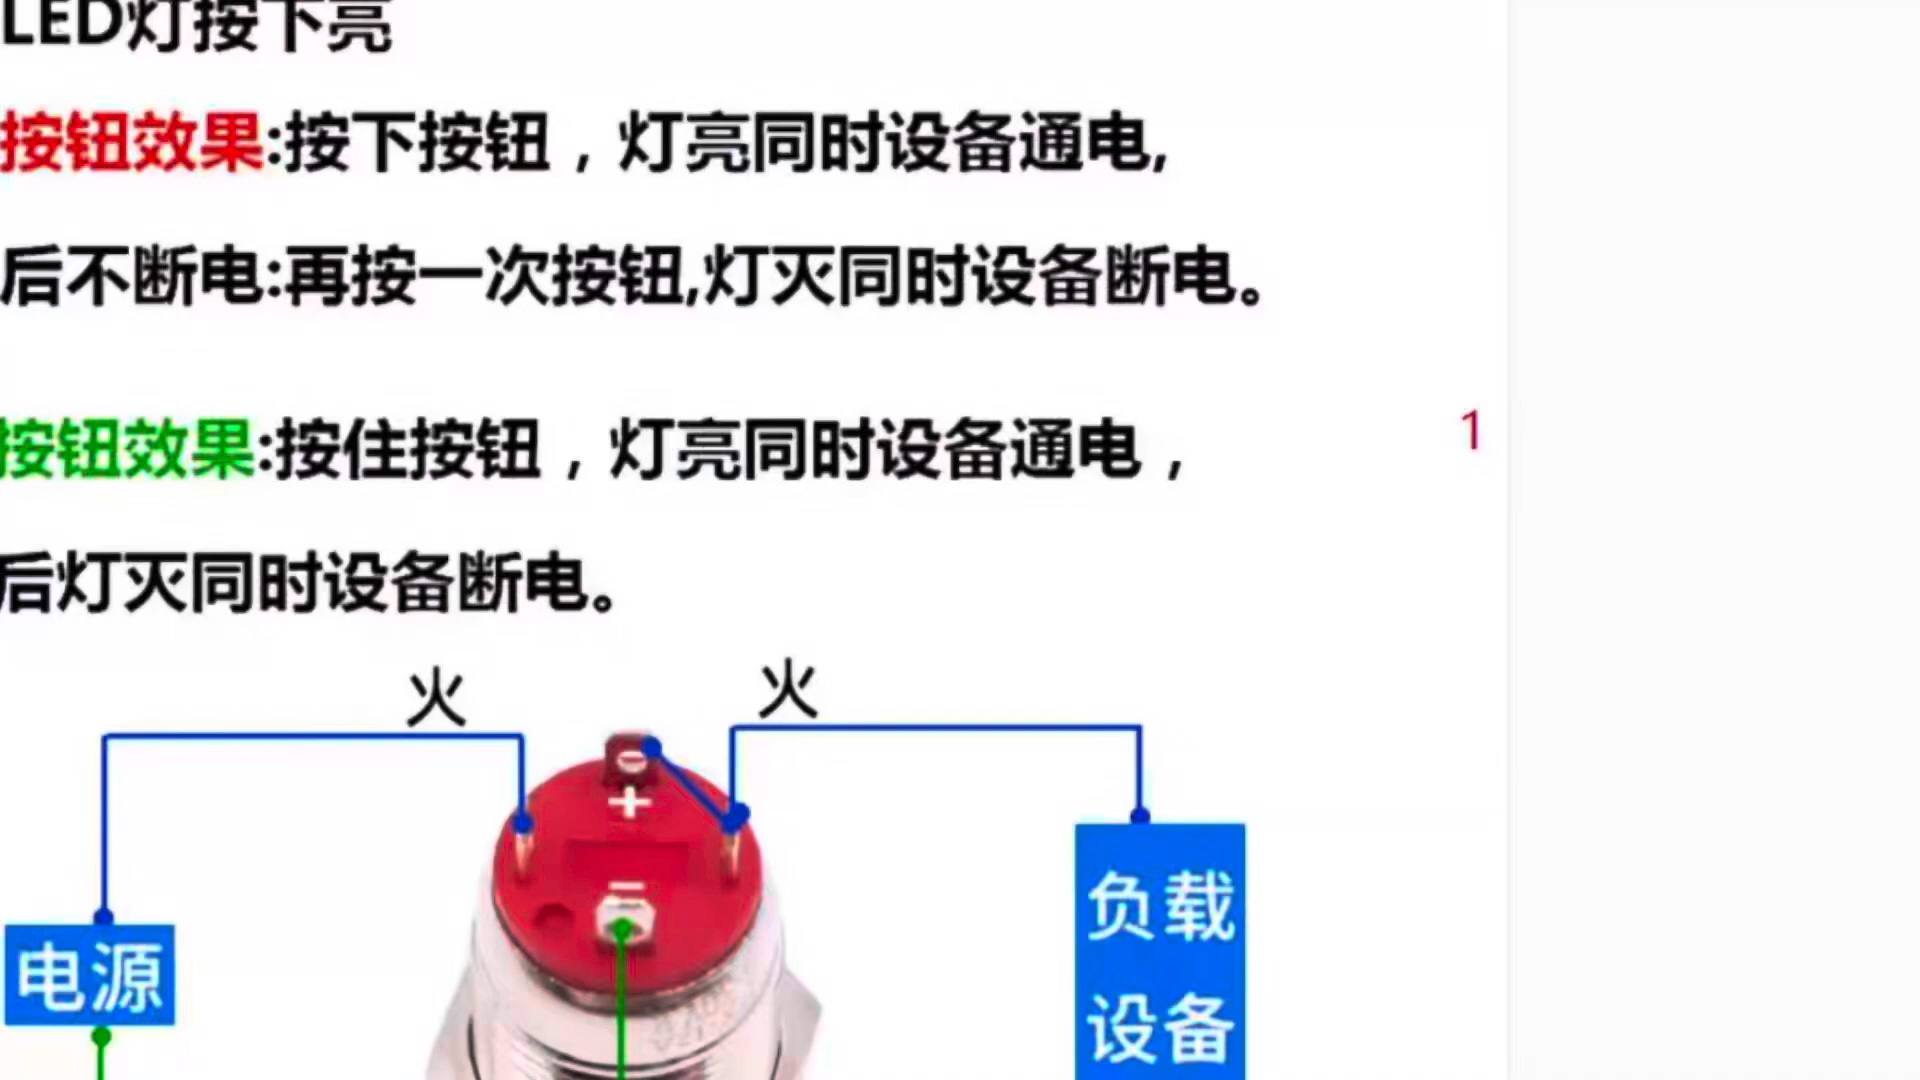 LED灯按下亮
按钮效果:按下按钮，灯亮同时设备通电,
后不断电:再按一次按钮,灯灭同时设备断电。
按钮效果:按住按钮，灯亮同时设备通电，
1
后灯灭同时设备断电。
火
火
+
电源
负载
设备